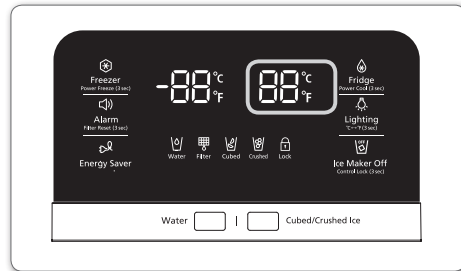 Freezer
Power Freeze (3 sec)
Alarm
Filter Reset (3 sec)
Energy Saver
-88 °C °F
88 °C °F
Water Filter Cubed Crushed Lock
Fridge
Power Cool (3 sec)
Lighting
°C↔°F (3 sec)
OFF
Ice Maker Off
Control Lock (3 sec)
Water | Cubed/Crushed Ice